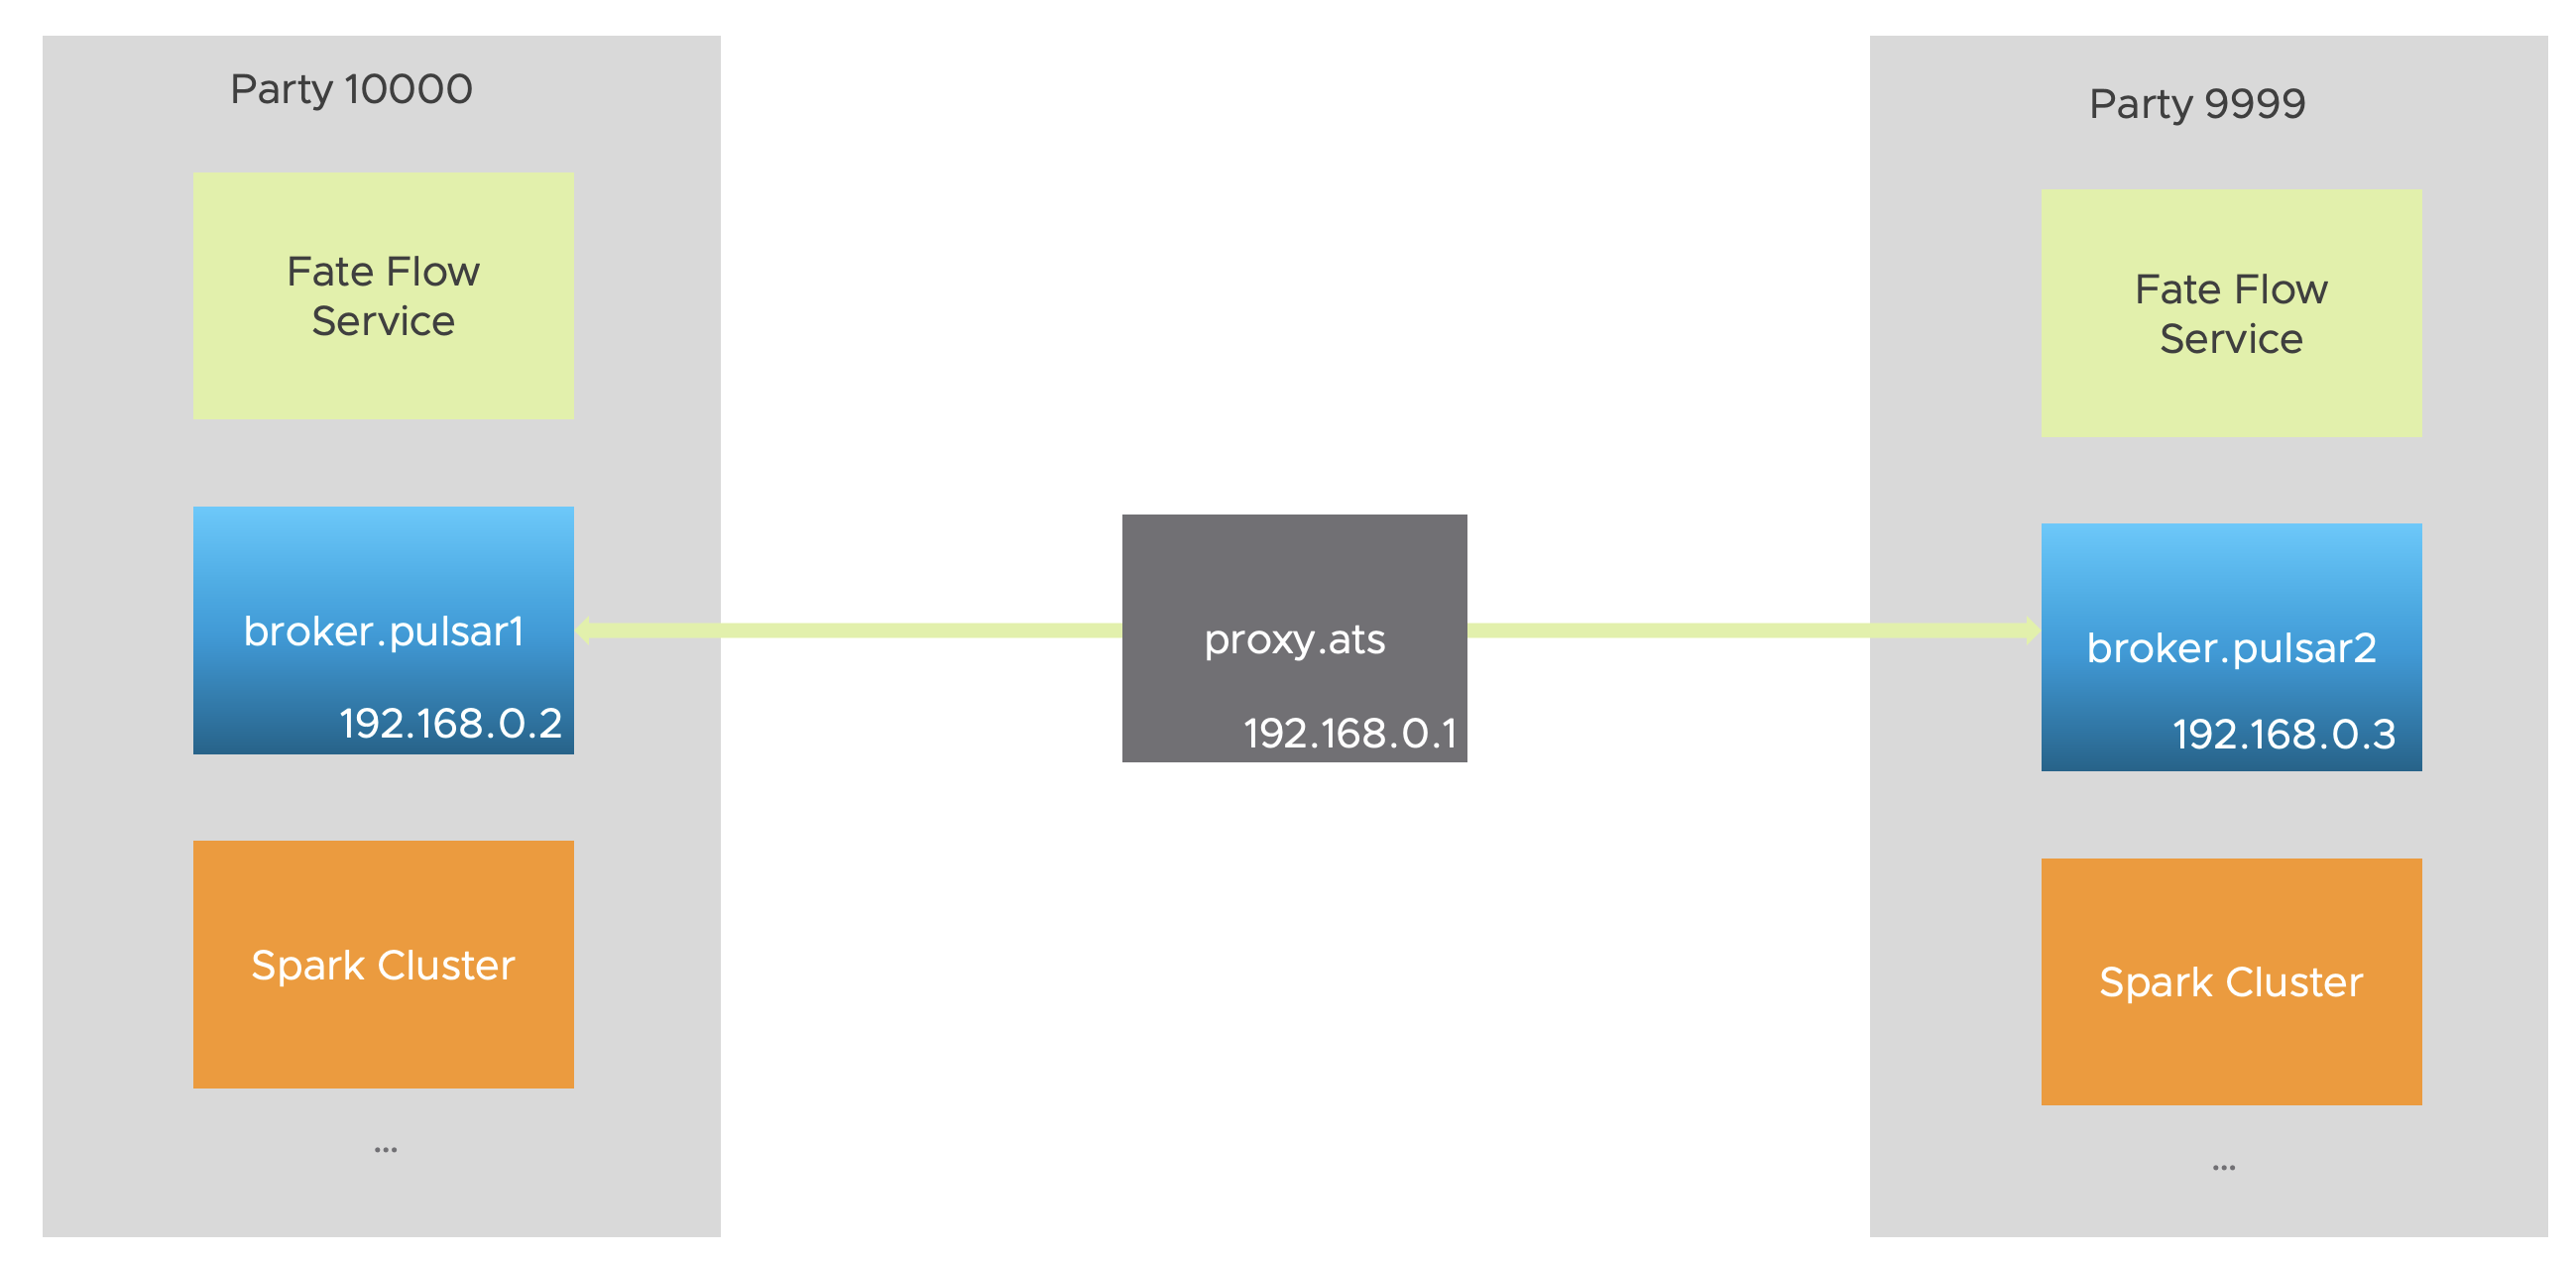 Party 10000
Fate Flow
Service
broker.pulsar1
192.168.0.2
Spark Cluster
...
proxy.ats
192.168.0.1
Party 9999
Fate Flow
Service
broker.pulsar2
192.168.0.3
Spark Cluster
...